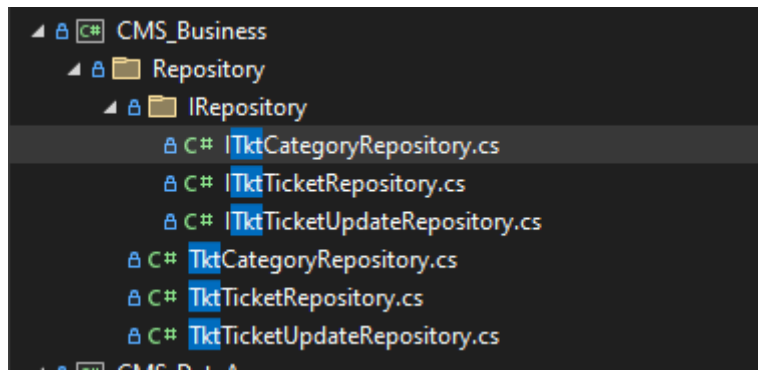 C# CMS_Business
Repository
IRepository
C# ITktCategoryRepository.cs
C# ITktTicketRepository.cs
C# ITktTicketUpdateRepository.cs
C# TktCategoryRepository.cs
C# TktTicketRepository.cs
C# TktTicketUpdateRepository.cs